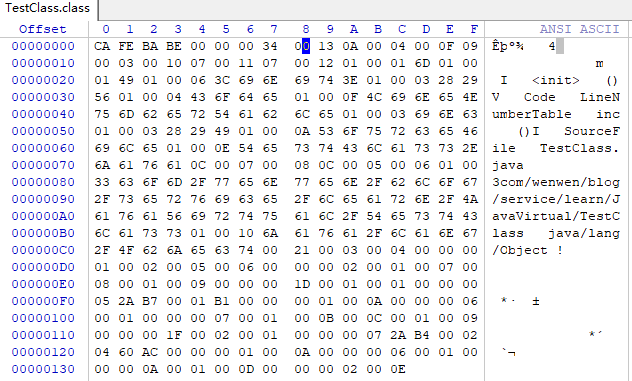 TestClass.class
Offset 0 1 2 3 4 5 6 7 8 9 A B C D E F ANSI ASCII
00000000 CA FE BA BE 00 00 00 34 00 13 0A 00 04 00 0F 09 Êþº¾ 4
00000010 00 03 00 10 07 00 11 07 00 12 01 00 01 6D 01 00 m
00000020 01 49 01 00 06 3C 69 6E 69 74 3E 01 00 03 28 29 I <init> ()
00000030 56 01 00 04 43 6F 64 65 01 00 0F 4C 69 6E 65 4E V Code LineN
00000040 75 6D 62 65 72 54 61 62 6C 65 01 00 03 69 6E 63 umberTable inc
00000050 01 00 03 28 29 49 01 00 0A 53 6F 75 72 63 65 46 ()I SourceF
00000060 69 6C 65 01 00 0E 54 65 73 74 43 6C 61 73 73 2E ile TestClass.
00000070 6A 61 76 61 0C 00 07 00 08 0C 00 05 00 06 01 00 java
00000080 33 63 6F 6D 2F 77 65 6E 77 65 6E 2F 62 6C 6F 67 3com/wenwen/blog
00000090 2F 73 65 72 76 69 63 65 2F 6C 65 61 72 6E 2F 4A /service/learn/J
000000A0 61 76 61 56 69 72 74 75 61 6C 2F 54 65 73 74 43 avaVirtual/TestC
000000B0 6C 61 73 73 01 00 10 6A 61 76 61 2F 6C 61 6E 67 lass java/lang
000000C0 2F 4F 62 6A 65 63 74 00 21 00 03 00 04 00 00 00 /Object !
000000D0 01 00 02 00 05 00 06 00 00 00 02 00 01 00 07 00
000000E0 08 00 01 00 09 00 00 00 1D 00 01 00 01 00 00 00
000000F0 05 2A B7 00 01 B1 00 00 00 01 00 0A 00 00 00 06 *· ±
00000100 00 01 00 00 00 07 00 01 00 0B 00 0C 00 01 00 09
00000110 00 00 00 1F 00 02 00 01 00 00 00 07 2A B4 00 02 *´
00000120 04 60 AC 00 00 00 01 00 0A 00 00 00 06 00 01 00 `¬
00000130 00 00 0A 00 01 00 0D 00 00 00 02 00 0E